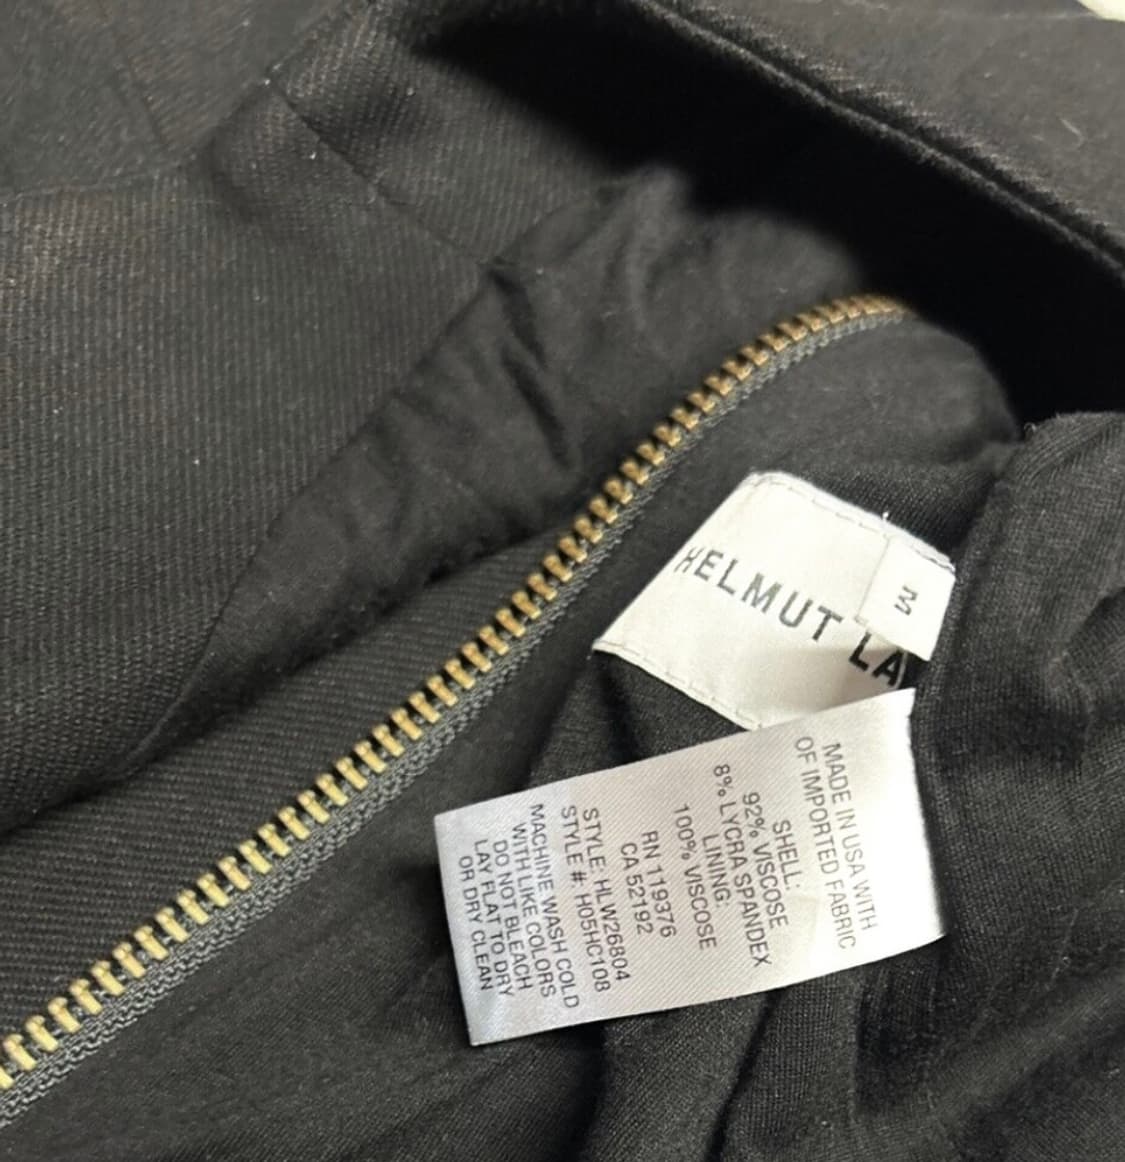 HELMUT LA
M
MADE IN USA WITH
OF IMPORTED FABRIC
SHELL:
92% VISCOSE
8% LYCRA SPANDEX
LINING:
100% VISCOSE
RN 119376
CA 52192
STYLE: HLW26804
STYLE # H05HC108
MACHINE WASH COLD
WITH LIKE COLORS
DO NOT BLEACH
LAY FLAT TO DRY
OR DRY CLEAN